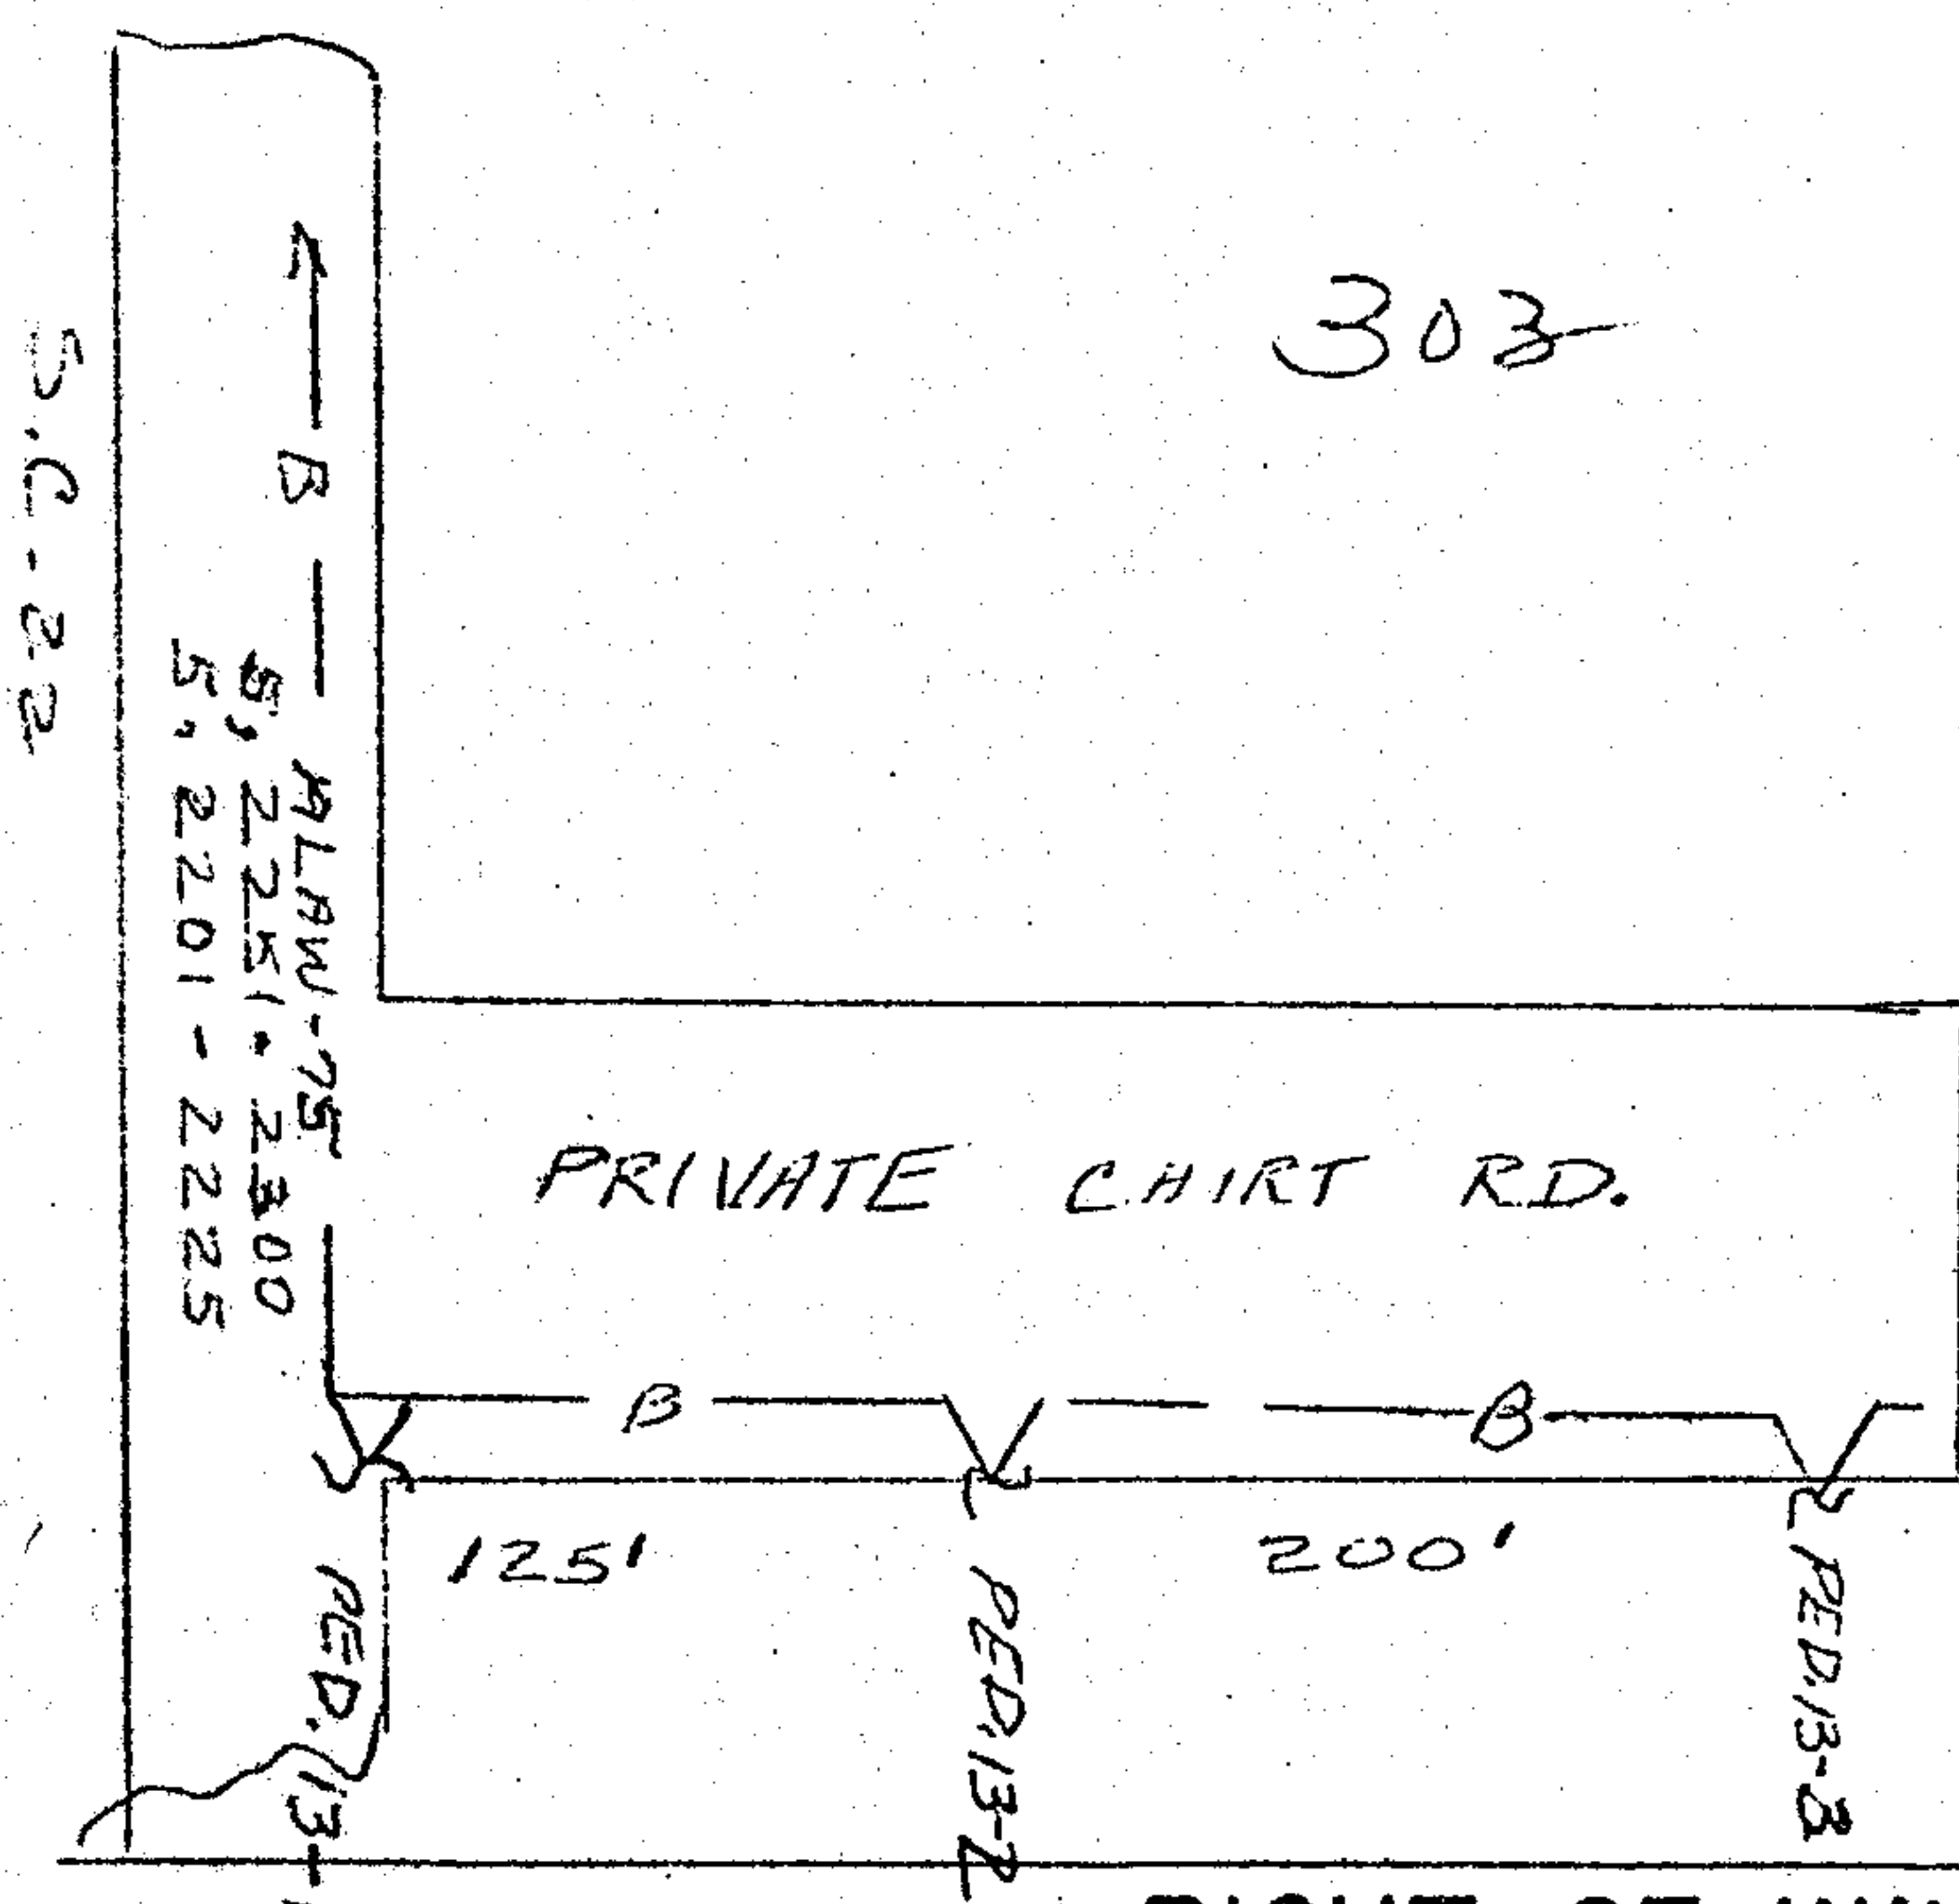 303
S.C-22
B
ALAW-75
5, 2251-2300
5, 2201-2225
PRIVATE CHIRT RD.
B
B
125'
200'
PED. 13-1
PED. 13-2
PED. 13-3